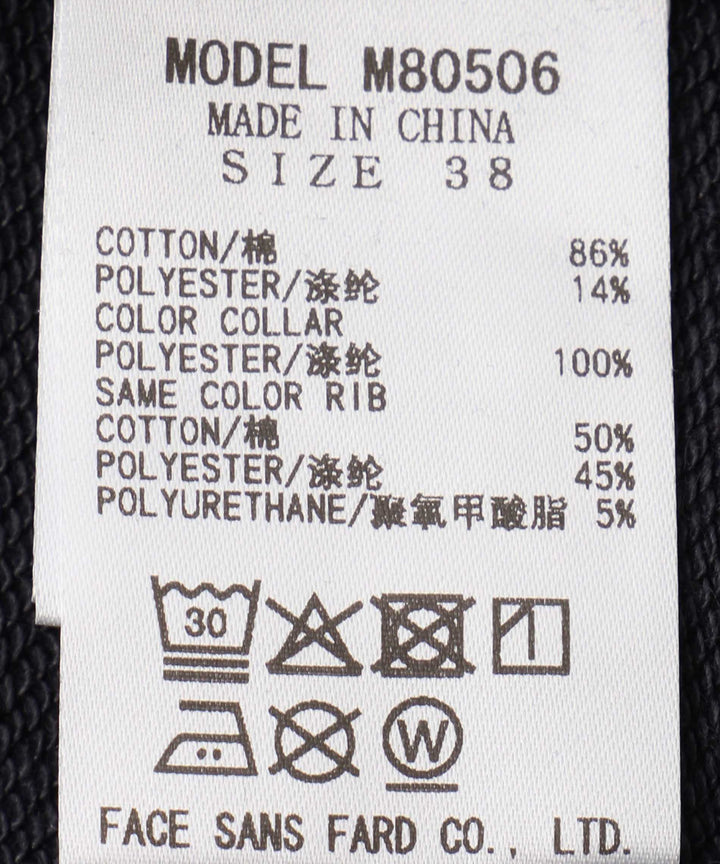 MODEL M80506
MADE IN CHINA
SIZE 38
COTTON/棉 86%
POLYESTER/涤纶 14%
COLOR COLLAR
POLYESTER/涤纶 100%
SAME COLOR RIB
COTTON/棉 50%
POLYESTER/涤纶 45%
POLYURETHANE/聚氧甲酸脂 5%
30
W
FACE SANS FARD CO., LTD.